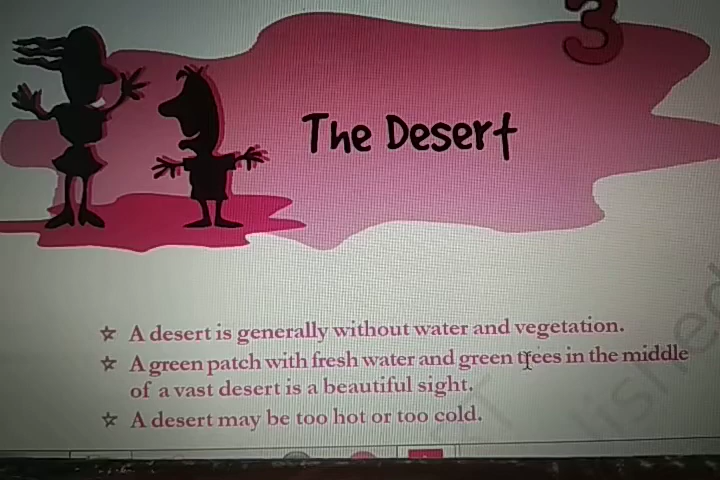 3
The Desert
☆ A desert is generally without water and vegetation.
☆ A green patch with fresh water and green trees in the middle
of a vast desert is a beautiful sight.
☆ A desert may be too hot or too cold.